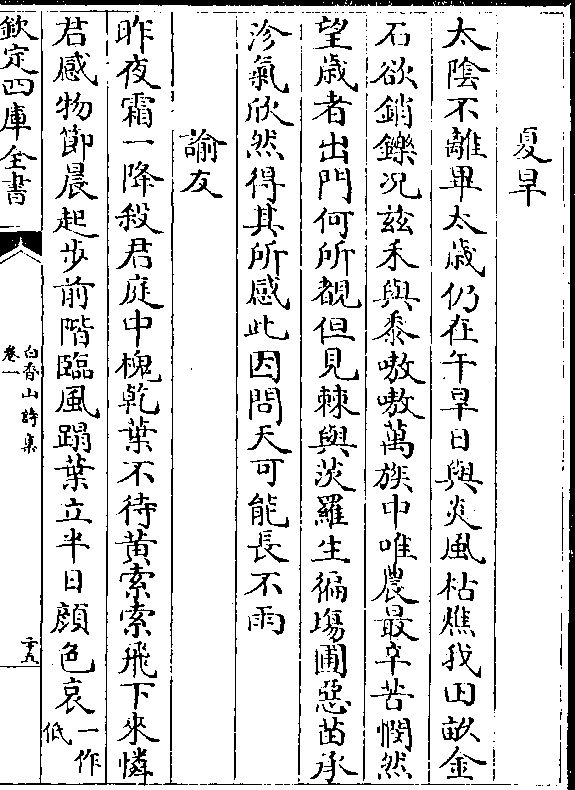 夏旱
太陰不離畢太歳仍在午旱日與炎風枯燋我田畝金
石欲銷鑠况兹禾與黍嗷嗷萬族中唯農最辛苦憫然
望歳者出門何所覩但見棘與茨羅生徧場圃惡苗承
沴氣欣然得其所感此因問天可能長不雨
諭友
昨夜霜一降殺君庭中槐乾葉不待黄索索飛下來憐
君感物節晨起步前階臨風蹋葉立半日顔色哀一作低
欽定四庫全書
白香山詩集
卷一
二五